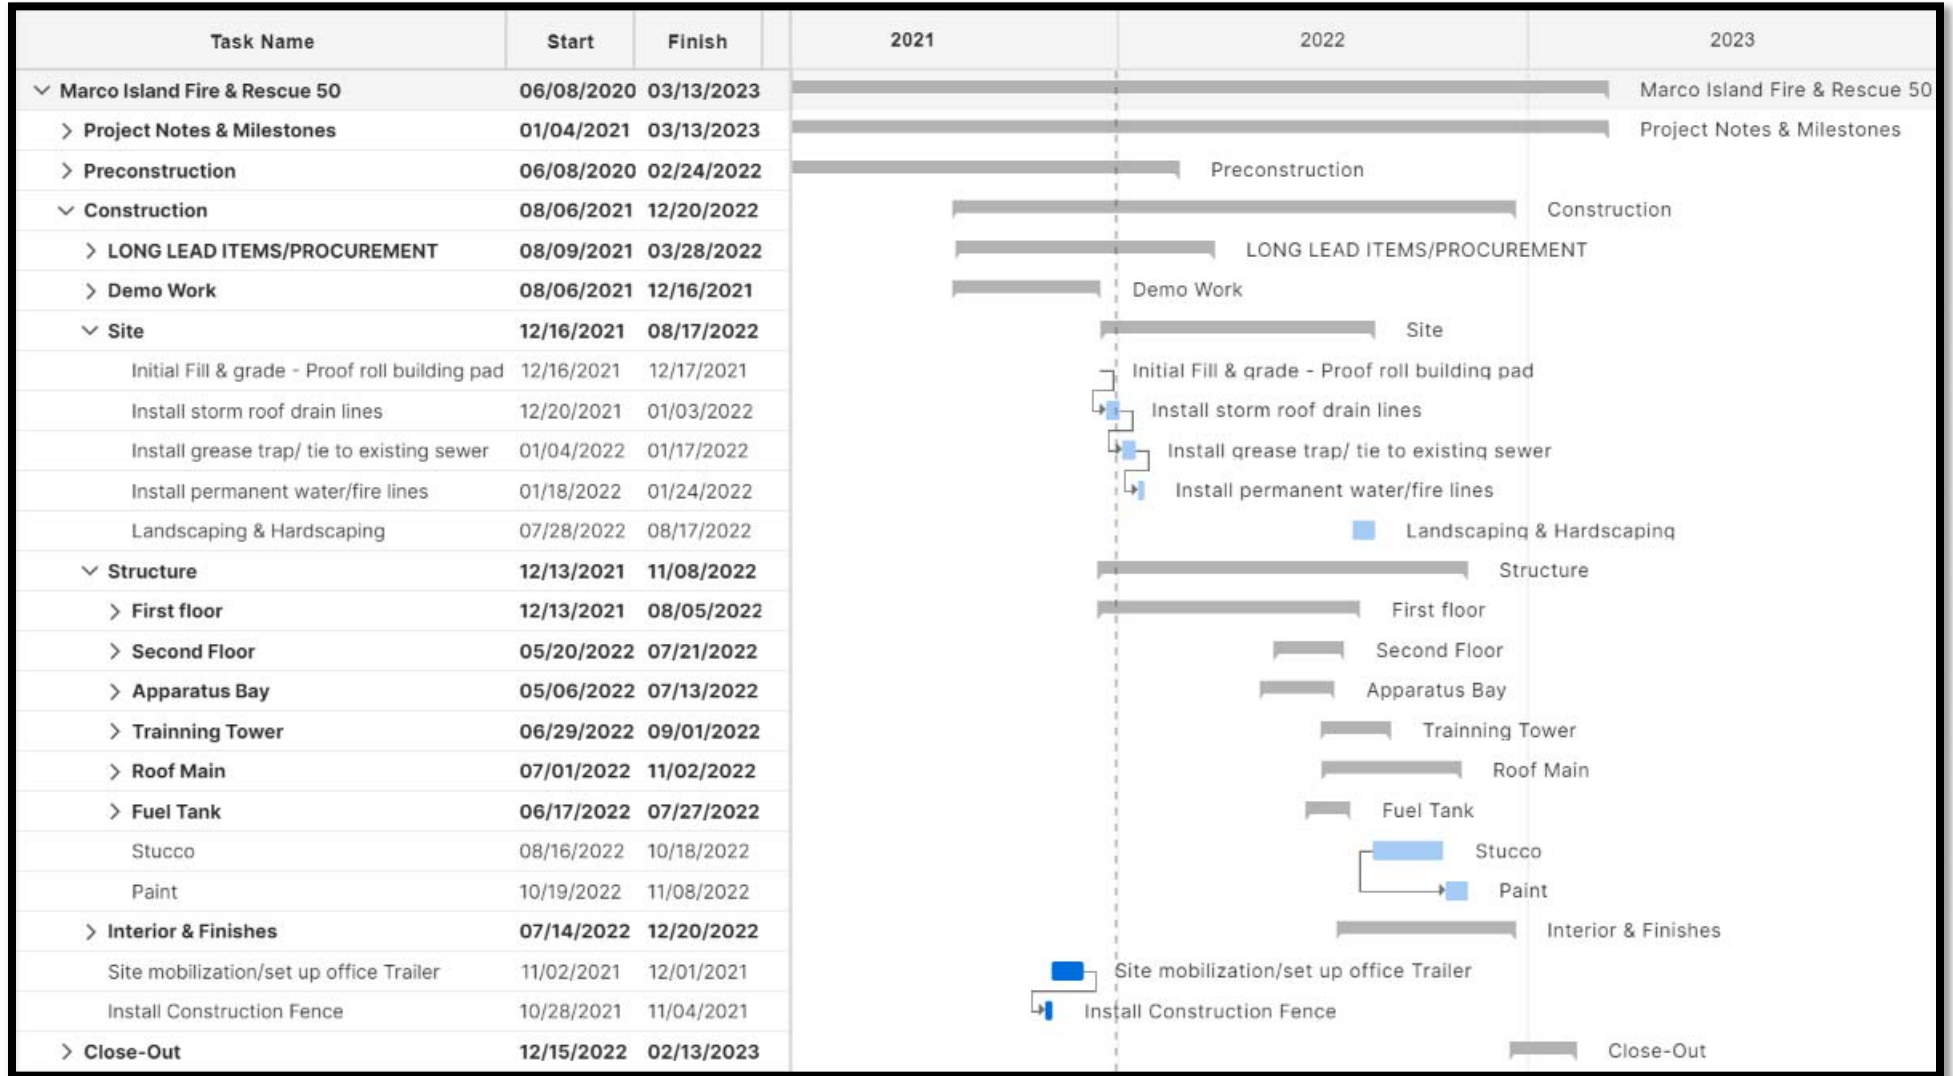 Task Name Start Finish 2021 2022 2023
Marco Island Fire & Rescue 50 06/08/2020 03/13/2023 Marco Island Fire & Rescue 50
Project Notes & Milestones 01/04/2021 03/13/2023 Project Notes & Milestones
Preconstruction 06/08/2020 02/24/2022 Preconstruction
Construction 08/06/2021 12/20/2022 Construction
LONG LEAD ITEMS/PROCUREMENT 08/09/2021 03/28/2022 LONG LEAD ITEMS/PROCUREMENT
Demo Work 08/06/2021 12/16/2021 Demo Work
Site 12/16/2021 08/17/2022 Site
Initial Fill & grade - Proof roll building pad 12/16/2021 12/17/2021 Initial Fill & grade - Proof roll building pad
Install storm roof drain lines 12/20/2021 01/03/2022 Install storm roof drain lines
Install grease trap/ tie to existing sewer 01/04/2022 01/17/2022 Install grease trap/ tie to existing sewer
Install permanent water/fire lines 01/18/2022 01/24/2022 Install permanent water/fire lines
Landscaping & Hardscaping 07/28/2022 08/17/2022 Landscaping & Hardscaping
Structure 12/13/2021 11/08/2022 Structure
First floor 12/13/2021 08/05/2022 First floor
Second Floor 05/20/2022 07/21/2022 Second Floor
Apparatus Bay 05/06/2022 07/13/2022 Apparatus Bay
Trainning Tower 06/29/2022 09/01/2022 Trainning Tower
Roof Main 07/01/2022 11/02/2022 Roof Main
Fuel Tank 06/17/2022 07/27/2022 Fuel Tank
Stucco 08/16/2022 10/18/2022 Stucco
Paint 10/19/2022 11/08/2022 Paint
Interior & Finishes 07/14/2022 12/20/2022 Interior & Finishes
Site mobilization/set up office Trailer 11/02/2021 12/01/2021 Site mobilization/set up office Trailer
Install Construction Fence 10/28/2021 11/04/2021 Install Construction Fence
Close-Out 12/15/2022 02/13/2023 Close-Out